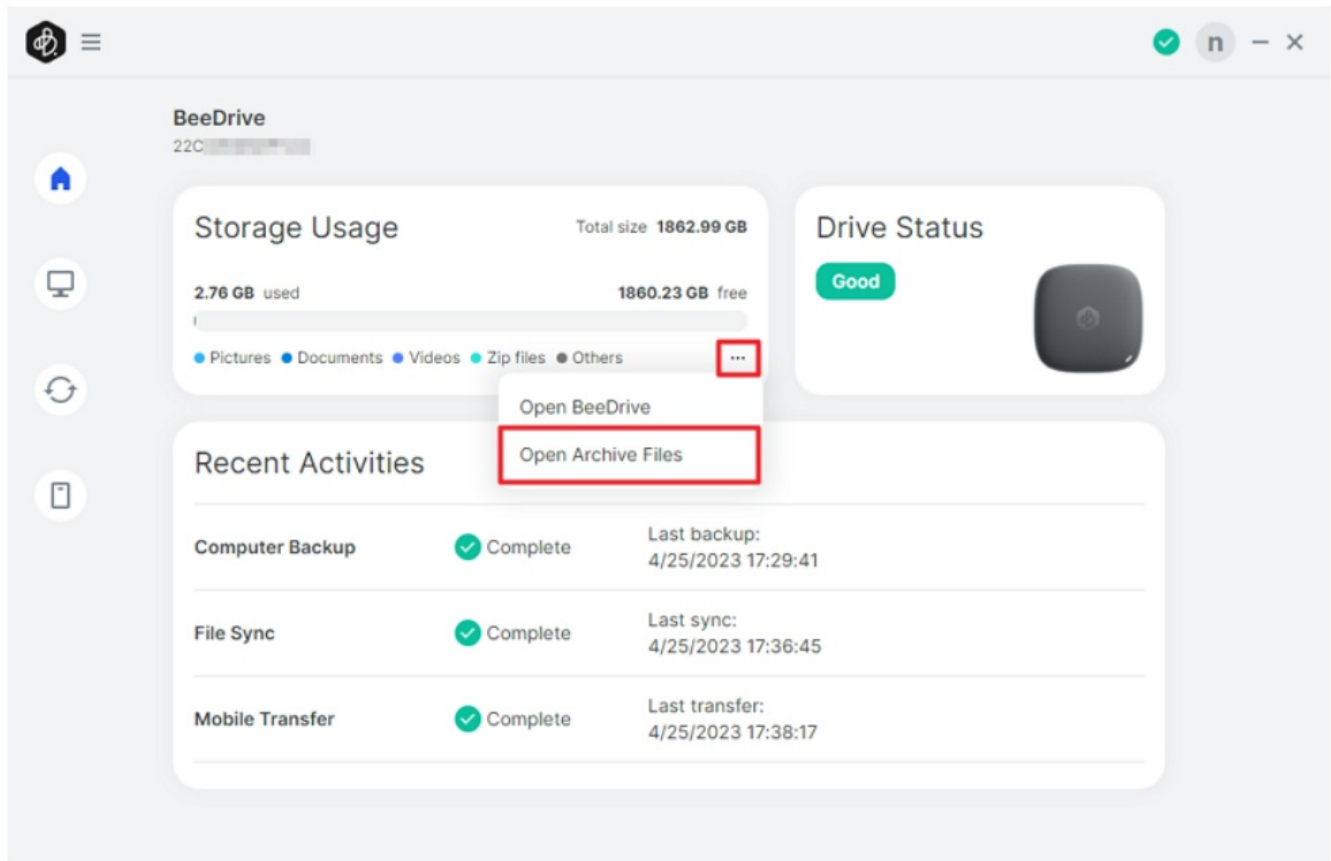 n
BeeDrive
22C
Storage Usage
Total size 1862.99 GB
2.76 GB used
1860.23 GB free
Pictures Documents Videos Zip files Others ...
Open BeeDrive
Open Archive Files
Drive Status
Good
Recent Activities
Computer Backup
Complete
Last backup:
4/25/2023 17:29:41
File Sync
Complete
Last sync:
4/25/2023 17:36:45
Mobile Transfer
Complete
Last transfer:
4/25/2023 17:38:17